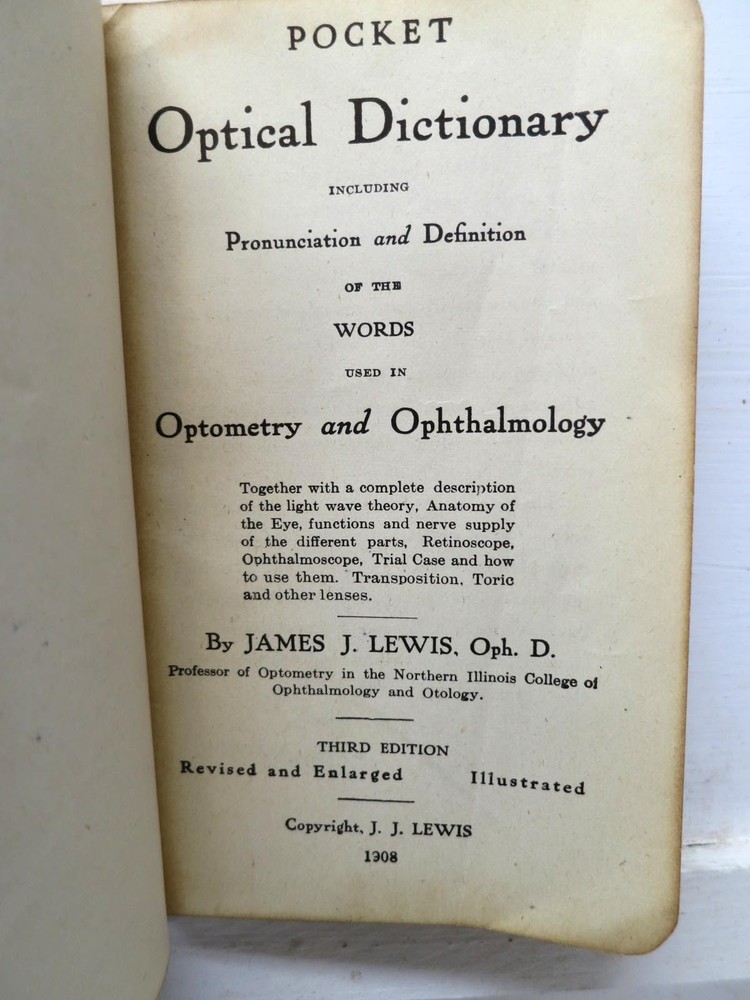 POCKET
Optical Dictionary
INCLUDING
Pronunciation and Definition
OF THE
WORDS
USED IN
Optometry and Ophthalmology
Together with a complete description
of the light wave theory, Anatomy of
the Eye, functions and nerve supply
of the different parts, Retinoscope,
Ophthalmoscope, Trial Case and how
to use them. Transposition, Toric
and other lenses.
By JAMES J. LEWIS, Oph. D.
Professor of Optometry in the Northern Illinois College of
Ophthalmology and Otology.
THIRD EDITION
Revised and Enlarged Illustrated
Copyright, J. J. LEWIS
1908